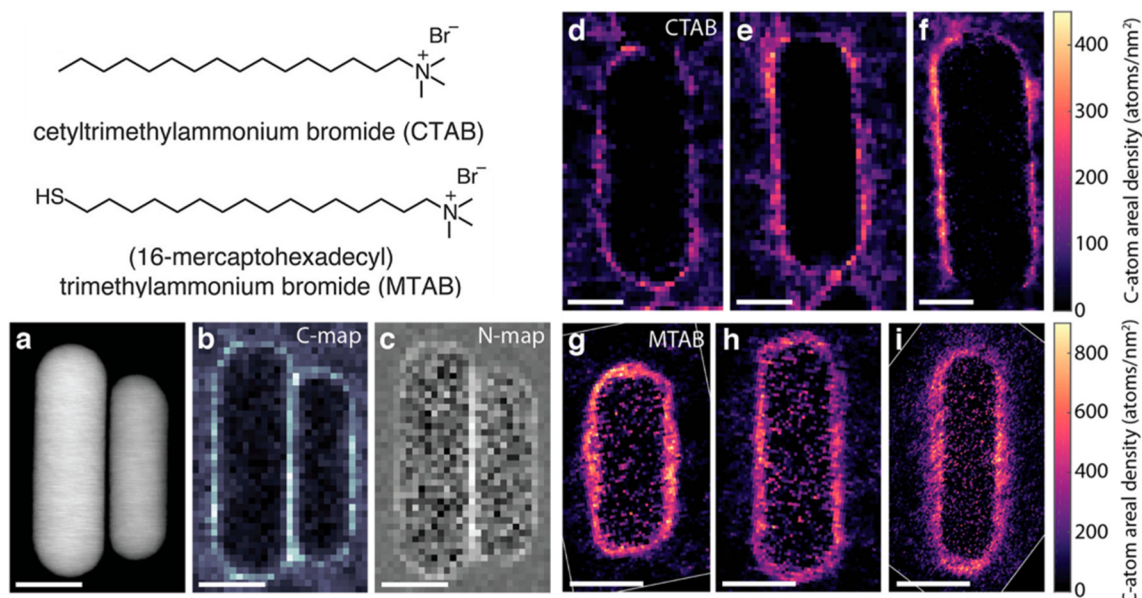 Br−
N+
cetyltrimethylammonium bromide (CTAB)
Br−
HS
N+
(16-mercaptohexadecyl)
trimethylammonium bromide (MTAB)
a
b
C-map
c
N-map
d
CTAB
e
f
400
300
200
100
0
C-atom areal density (atoms/nm²)
g
MTAB
h
i
800
600
400
200
0
C-atom areal density (atoms/nm²)